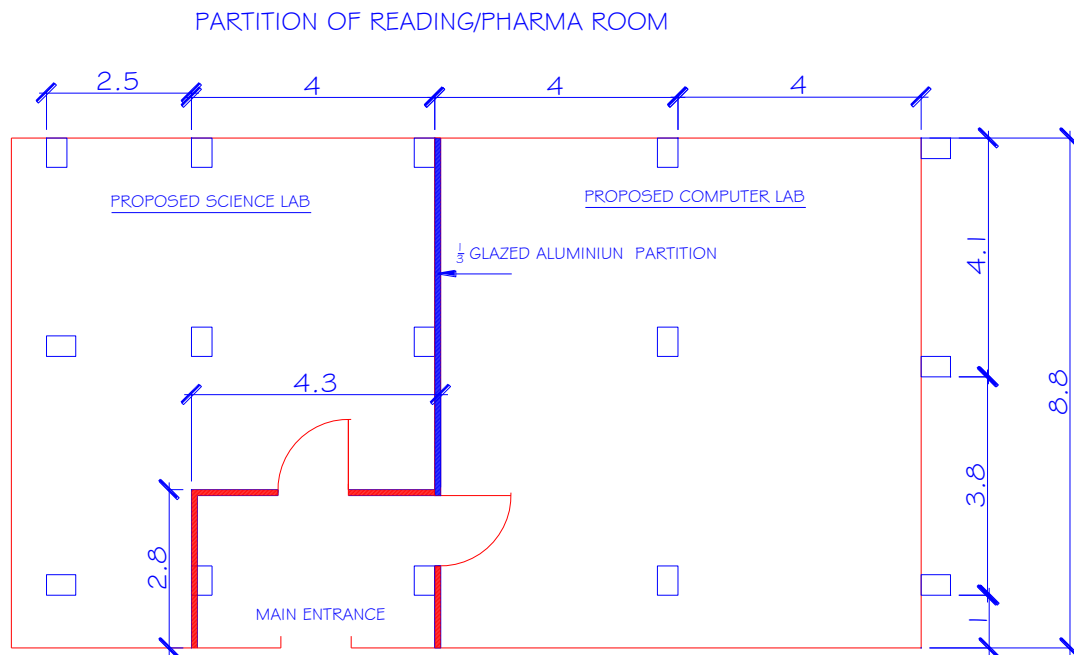 PARTITION OF READING/PHARMA ROOM
2.5
4
4
4
PROPOSED SCIENCE LAB
PROPOSED COMPUTER LAB
1/3 GLAZED ALUMINIUN PARTITION
4.1
4.3
8.8
3.8
2.8
MAIN ENTRANCE
1